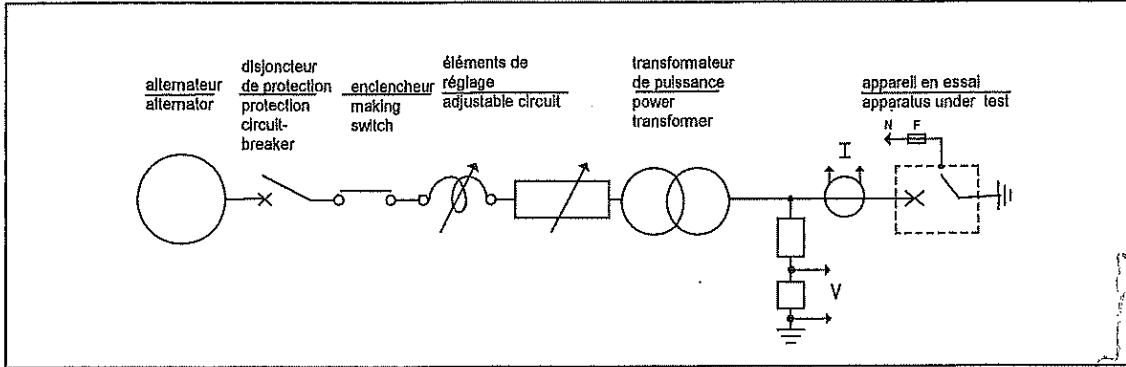 alternateur
alternator
disjoncteur
de protection
protection
circuit-
breaker
enclencheur
making
switch
éléments de
réglage
adjustable circuit
transformateur
de puissance
power
transformer
appareil en essai
apparatus under test
N F
I
V